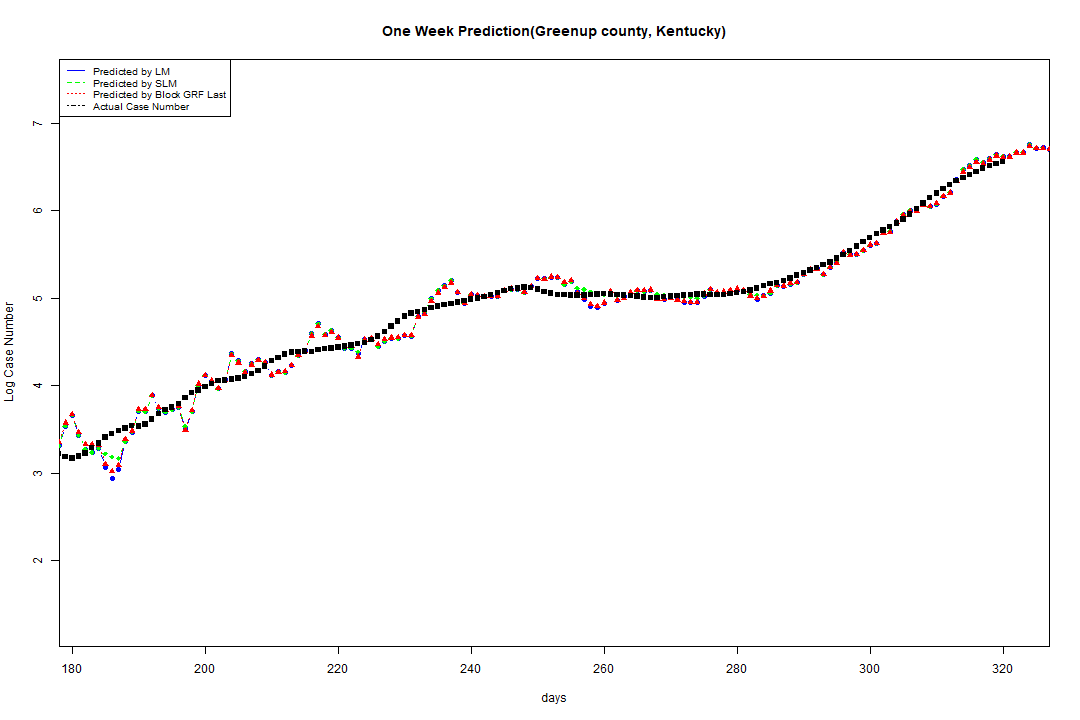 One Week Prediction(Greenup county, Kentucky)
Predicted by LM
Predicted by SLM
Predicted by Block GRF Last
Actual Case Number
7
6
5
4
3
2
Log Case Number
180 200 220 240 260 280 300 320
days